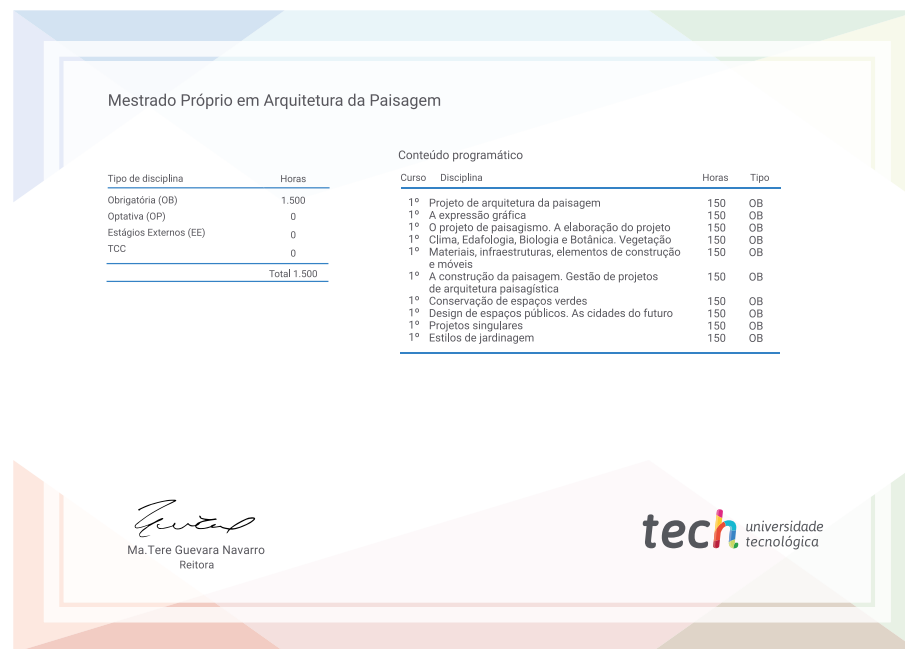 Mestrado Próprio em Arquitetura da Paisagem
Tipo de disciplina Horas
Obrigatória (OB) 1.500
Optativa (OP) 0
Estágios Externos (EE) 0
TCC 0
Total 1.500
Conteúdo programático
Curso Disciplina Horas Tipo
1º Projeto de arquitetura da paisagem 150 OB
1º A expressão gráfica 150 OB
1º O projeto de paisagismo. A elaboração do projeto 150 OB
1º Clima, Edafologia, Biologia e Botânica. Vegetação 150 OB
1º Materiais, infraestruturas, elementos de construção 150 OB
e móveis
1º A construção da paisagem. Gestão de projetos 150 OB
de arquitetura paisagística
1º Conservação de espaços verdes 150 OB
1º Design de espaços públicos. As cidades do futuro 150 OB
1º Projetos singulares 150 OB
1º Estilos de jardinagem 150 OB
Ma.Tere Guevara Navarro
Reitora
tech universidade
tecnológica